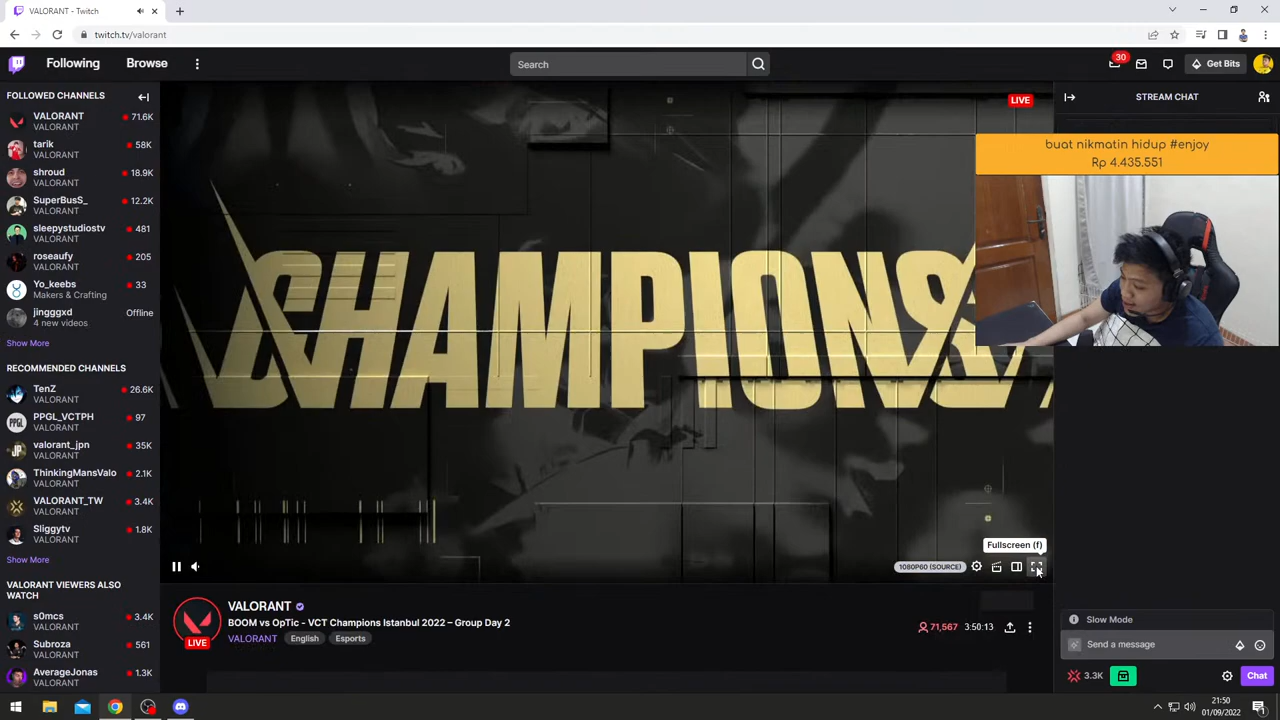 VALORANT - Twitch
twitch.tv/valorant
Following
Browse
Search
30
Get Bits
FOLLOWED CHANNELS
VALORANT 71.6K
VALORANT
tarik 58K
VALORANT
shroud 18.9K
VALORANT
SuperBusS_ 12.2K
VALORANT
sleepystudiostv 481
VALORANT
roseaufy 205
VALORANT
Yo_keebs 33
Makers & Crafting
jingggxd Offline
4 new videos
Show More
RECOMMENDED CHANNELS
TenZ 26.6K
VALORANT
PPGL_VCTPH 97
VALORANT
valorant_jpn 35K
VALORANT
ThinkingMansValo 2.1K
VALORANT
VALORANT_TW 3.4K
VALORANT
Sliggytv 1.8K
VALORANT
Show More
VALORANT VIEWERS ALSO
WATCH
s0mcs 3.4K
VALORANT
Subroza 561
VALORANT
AverageJonas 1.3K
VALORANT
LIVE
CHAMPIONS
Fullscreen (f)
1080P60 (SOURCE)
LIVE
VALORANT
BOOM vs OpTic - VCT Champions Istanbul 2022 – Group Day 2
VALORANT English Esports
71,567 3:50:13
STREAM CHAT
buat nikmatin hidup #enjoy
Rp 4.435.551
Slow Mode
Send a message
3.3K
Chat
21:50
01/09/2022